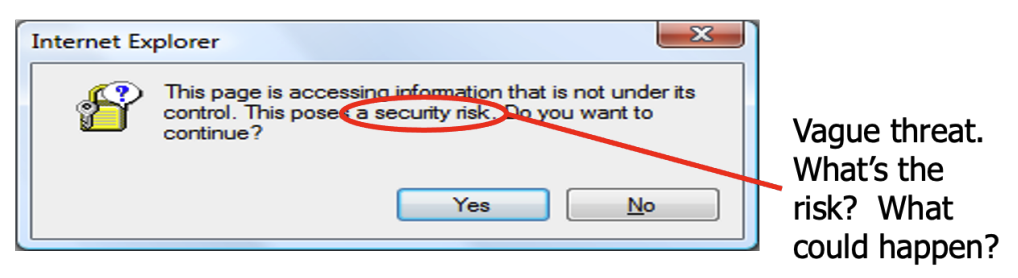 Internet Explorer
This page is accessing information that is not under its
control. This poses a security risk. Do you want to
continue?
Yes
No
Vague threat.
What's the
risk?  What
could happen?